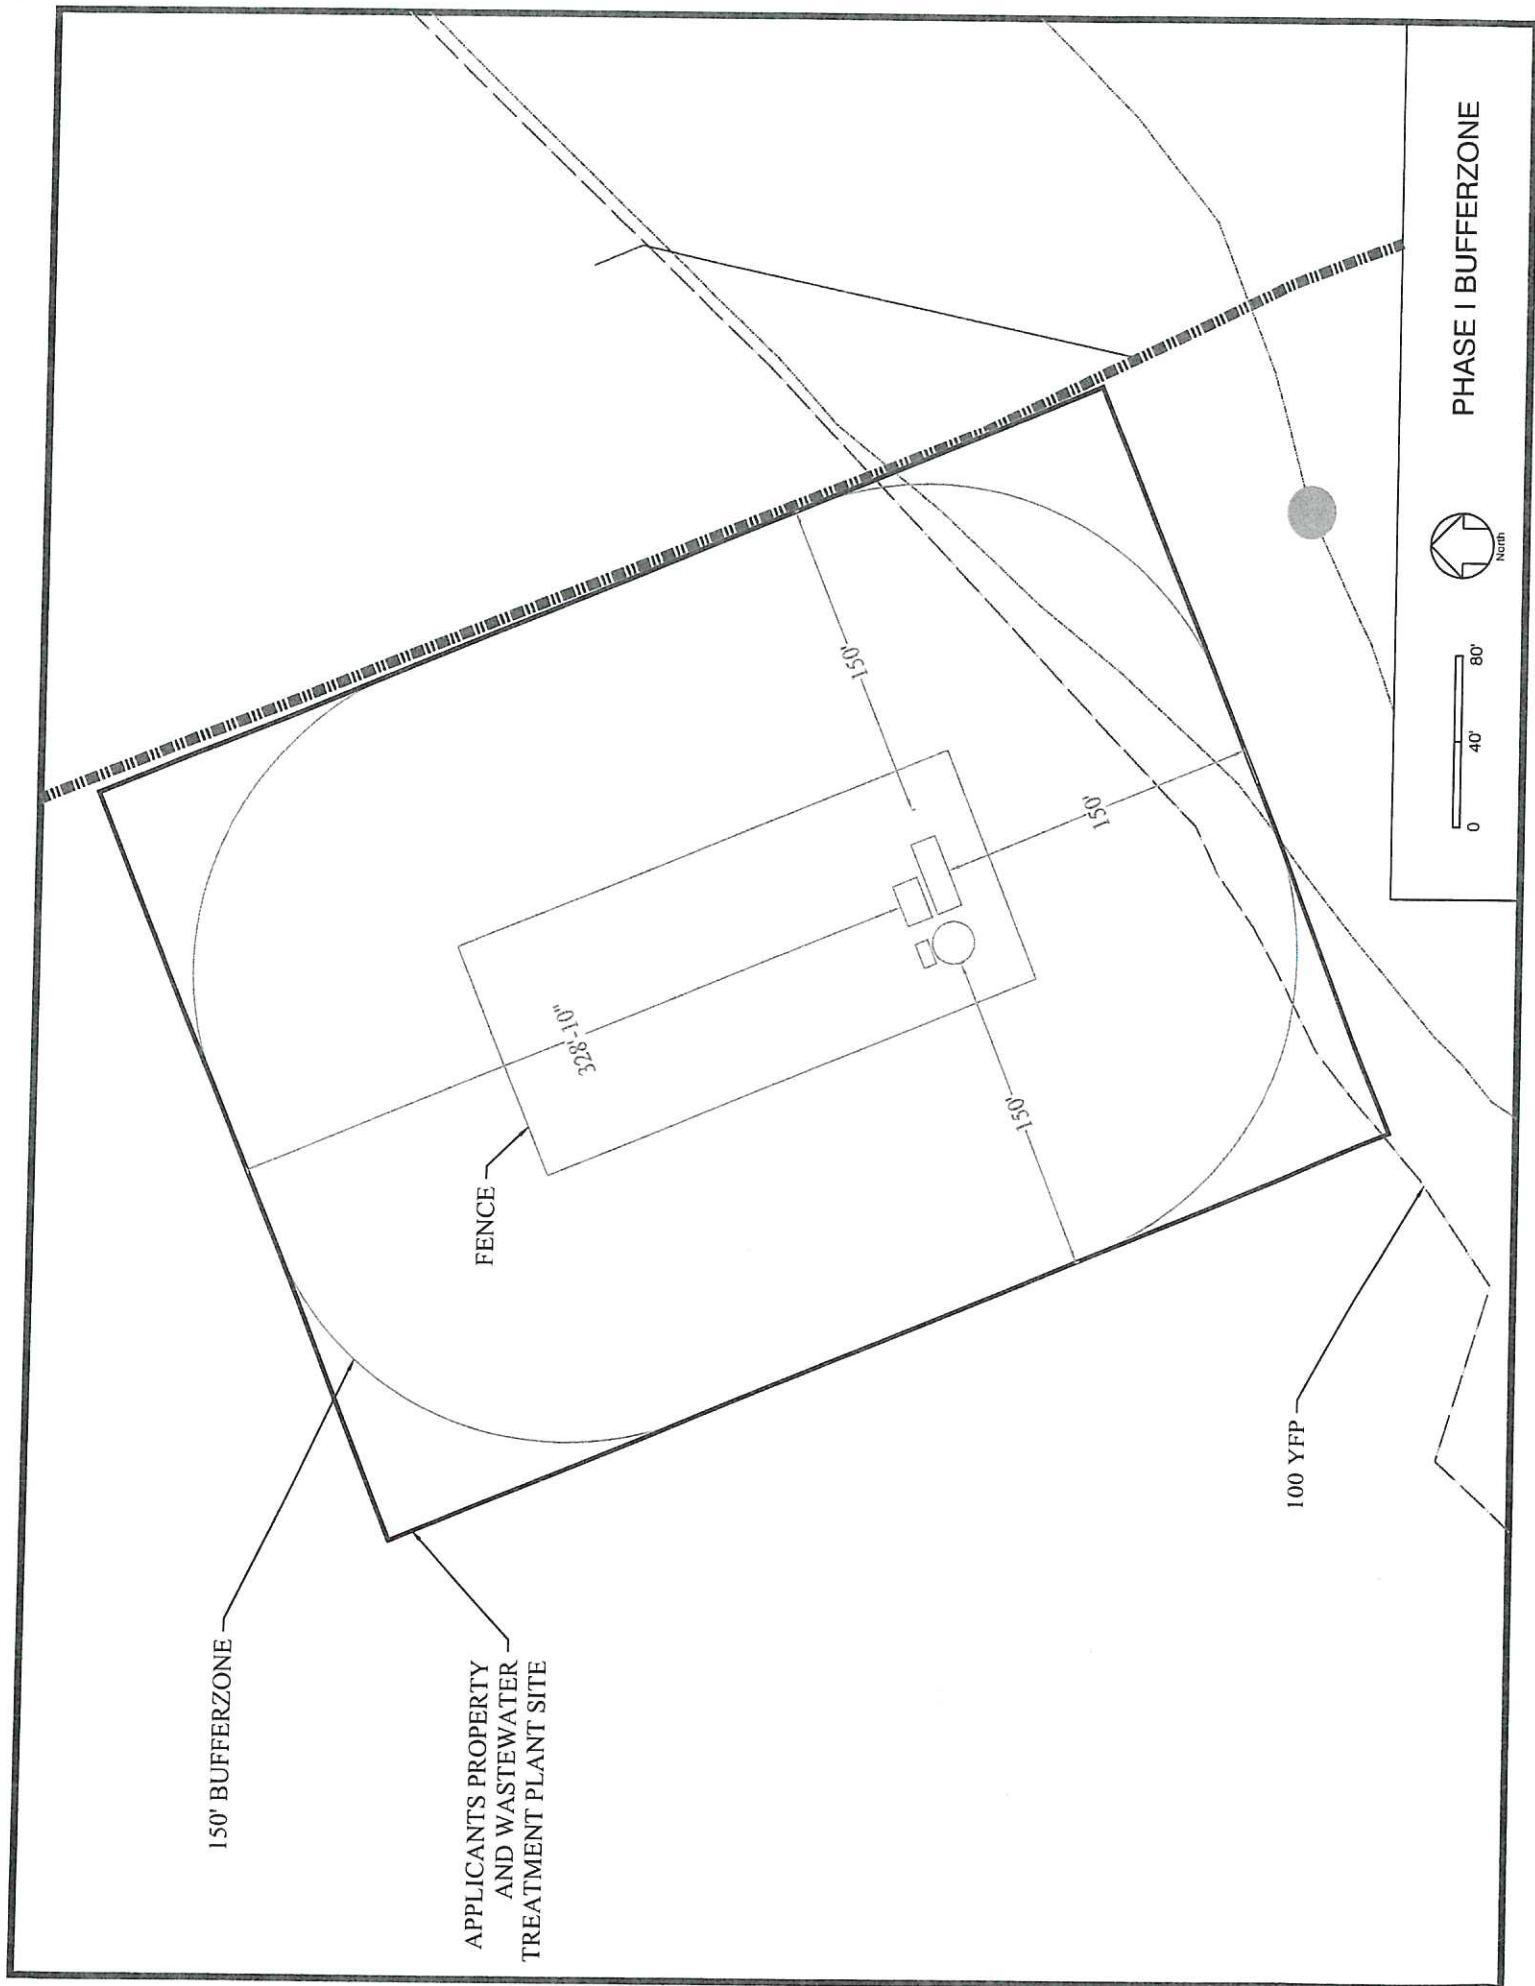 150' BUFFERZONE
APPLICANTS PROPERTY
AND WASTEWATER
TREATMENT PLANT SITE
FENCE
328'-10"
150'
150'
150'
100 YFP
0
40'
80'
North
PHASE I BUFFERZONE